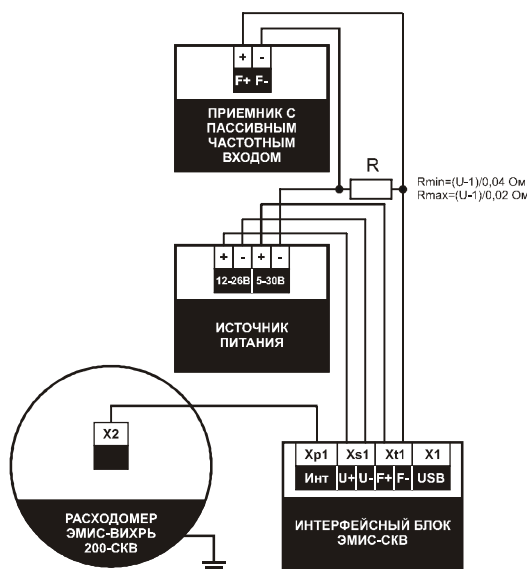 + -
F+ F-
ПРИЕМНИК С
ПАССИВНЫМ
ЧАСТОТНЫМ
ВХОДОМ
R
Rmin=(U-1)/0,04 Ом
Rmax=(U-1)/0,02 Ом
+ - + -
12-26В 5-30В
ИСТОЧНИК
ПИТАНИЯ
X2
РАСХОДОМЕР
ЭМИС-ВИХРЬ
200-СКВ
Xp1 Xs1 Xt1 X1
Инт U+ U- F+ F- USB
ИНТЕРФЕЙСНЫЙ БЛОК
ЭМИС-СКВ